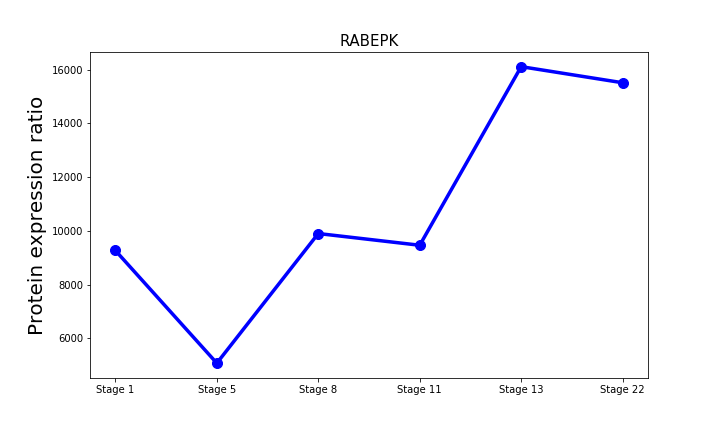 RABEPK
Protein expression ratio
16000
14000
12000
10000
8000
6000
Stage 1
Stage 5
Stage 8
Stage 11
Stage 13
Stage 22